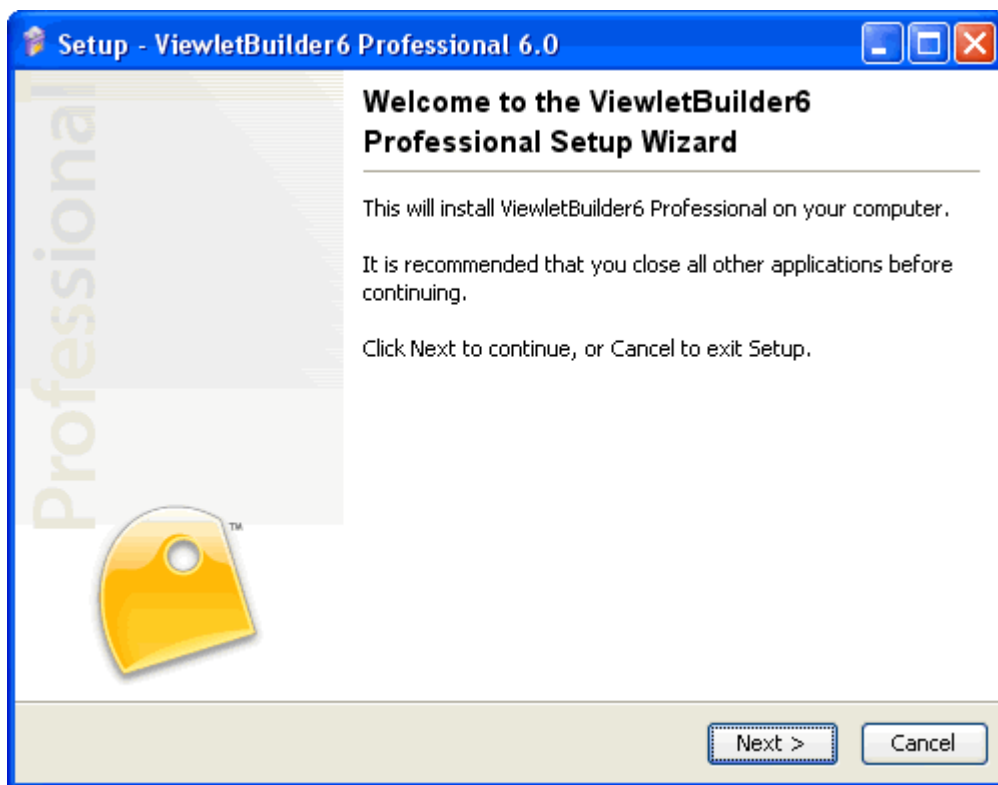 Setup - ViewletBuilder6 Professional 6.0
Professional
Welcome to the ViewletBuilder6
Professional Setup Wizard
This will install ViewletBuilder6 Professional on your computer.
It is recommended that you close all other applications before
continuing.
Click Next to continue, or Cancel to exit Setup.
TM
Next >
Cancel